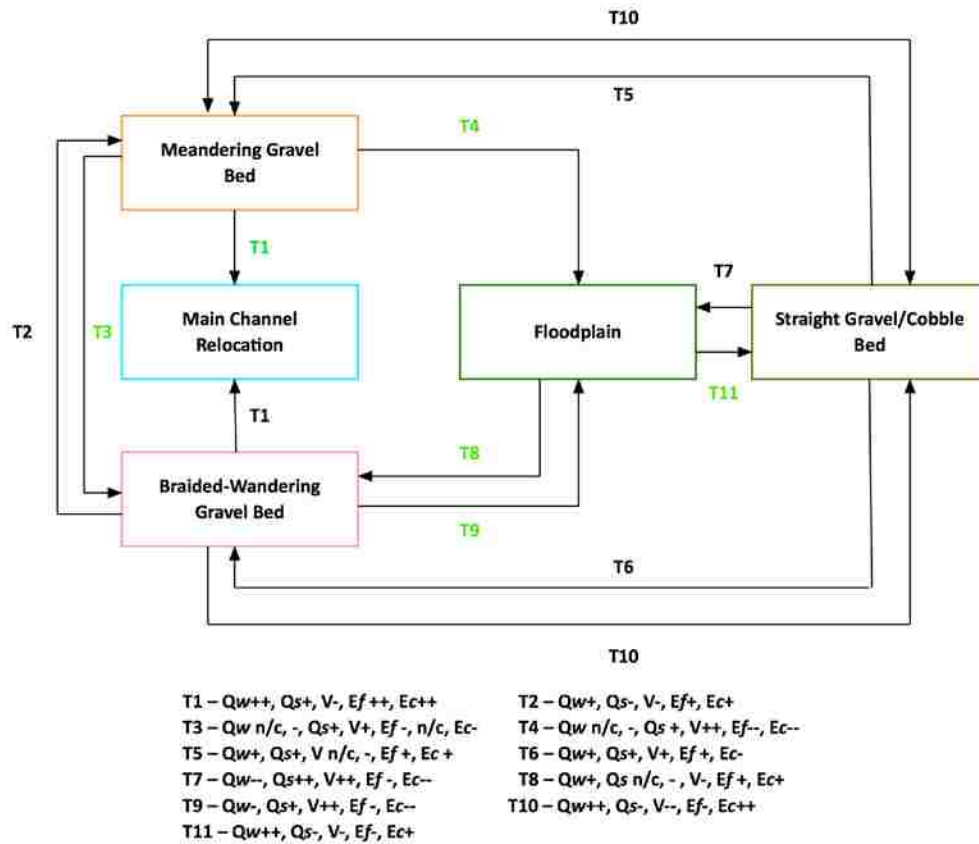 T10
T5
T4
Meandering Gravel
Bed
T1
T7
T2
T3
Main Channel
Relocation
Floodplain
Straight Gravel/Cobble
Bed
T11
T1
T8
Braided-Wandering
Gravel Bed
T9
T6
T10
T1 – Qw++, Qs+, V-, Ef ++, Ec++
T2 – Qw+, Qs-, V-, Ef+, Ec+
T3 – Qw n/c, -, Qs+, V+, Ef -, n/c, Ec-
T4 – Qw n/c, -, Qs +, V++, Ef--, Ec--
T5 – Qw+, Qs+, V n/c, -, Ef +, Ec +
T6 – Qw+, Qs+, V+, Ef +, Ec-
T7 – Qw--, Qs++, V++, Ef -, Ec--
T8 – Qw+, Qs n/c, - , V-, Ef +, Ec+
T9 – Qw-, Qs+, V++, Ef -, Ec--
T10 – Qw++, Qs-, V--, Ef-, Ec++
T11 – Qw++, Qs-, V-, Ef-, Ec+